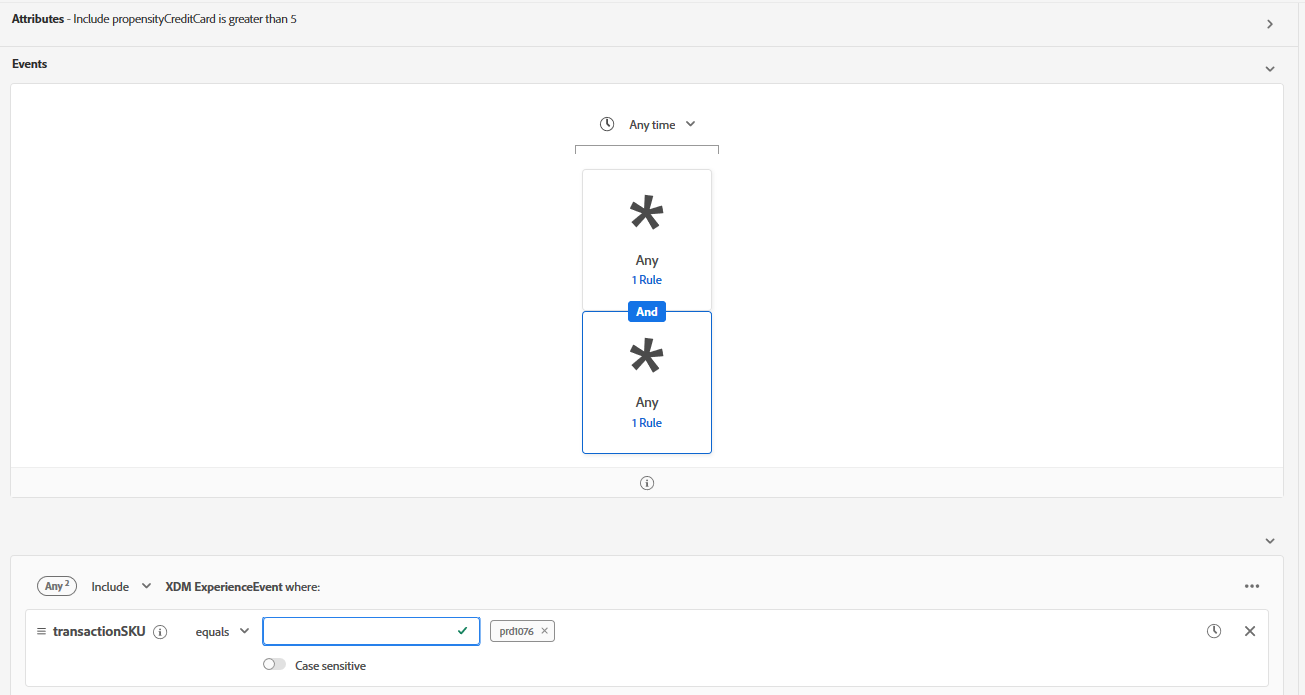 Attributes - Include propensityCreditCard is greater than 5
Events
Any time
Any
1 Rule
And
Any
1 Rule
Any 2 Include XDM ExperienceEvent where:
transactionSKU equals prd1076
Case sensitive